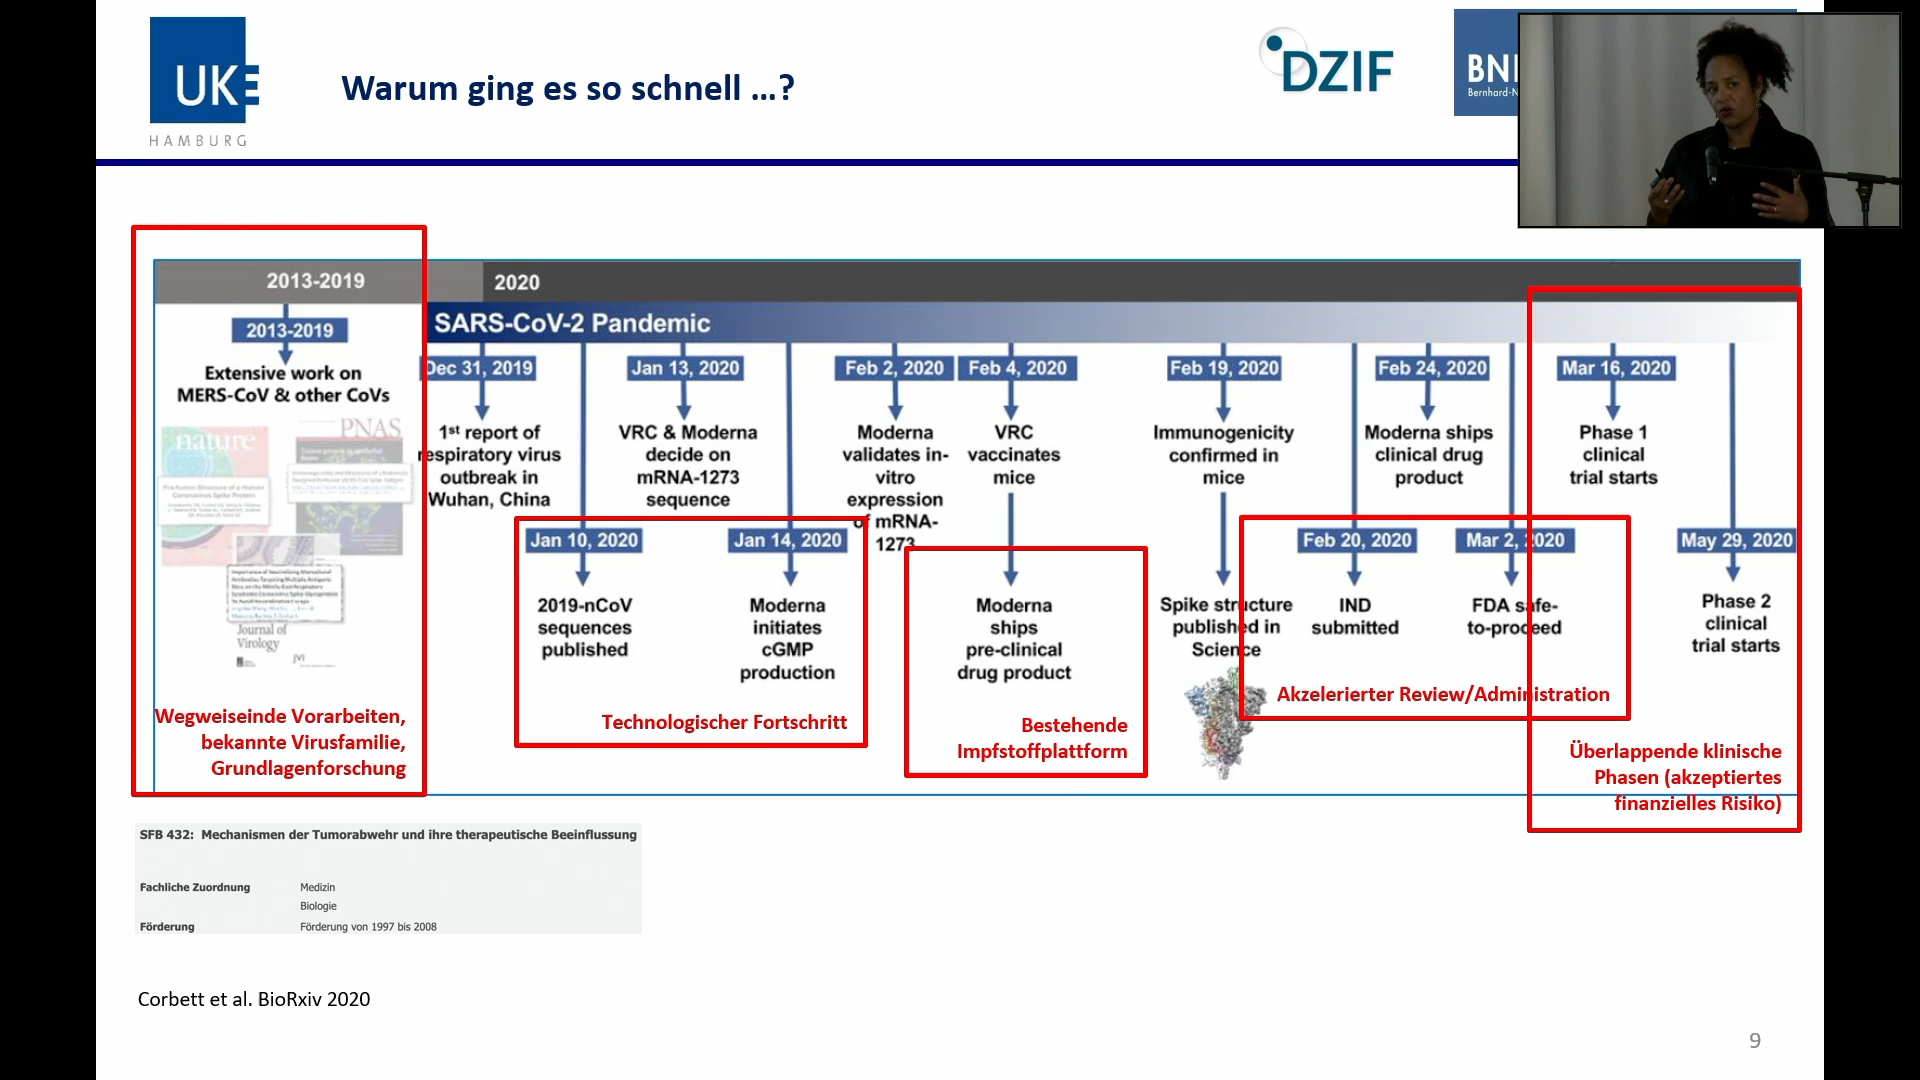 UKE
HAMBURG
Warum ging es so schnell ...?
DZIF
BNI
Bernhard-N
2013-2019
2020
SARS-CoV-2 Pandemic
2013-2019
Extensive work on
MERS-CoV & other CoVs
nature
PNAS
Journal of
Virology
JVI
Dec 31, 2019
1st report of
respiratory virus
outbreak in
Wuhan, China
Jan 13, 2020
VRC & Moderna
decide on
mRNA-1273
sequence
Feb 2, 2020
Moderna
validates in-
vitro
expression
of mRNA-
1273
Feb 4, 2020
VRC
vaccinates
mice
Feb 19, 2020
Immunogenicity
confirmed in
mice
Feb 24, 2020
Moderna ships
clinical drug
product
Mar 16, 2020
Phase 1
clinical
trial starts
Jan 10, 2020
2019-nCoV
sequences
published
Jan 14, 2020
Moderna
initiates
cGMP
production
Moderna
ships
pre-clinical
drug product
Spike structure
published in
Science
Feb 20, 2020
IND
submitted
Mar 2, 2020
FDA safe-
to-proceed
May 29, 2020
Phase 2
clinical
trial starts
Wegweiseinde Vorarbeiten,
bekannte Virusfamilie,
Grundlagenforschung
Technologischer Fortschritt
Bestehende
Impfstoffplattform
Akzelerierter Review/Administration
Überlappende klinische
Phasen (akzeptiertes
finanzielles Risiko)
SFB 432: Mechanismen der Tumorabwehr und ihre therapeutische Beeinflussung
Fachliche Zuordnung Medizin
Biologie
Förderung Förderung von 1997 bis 2008
Corbett et al. BioRxiv 2020
9